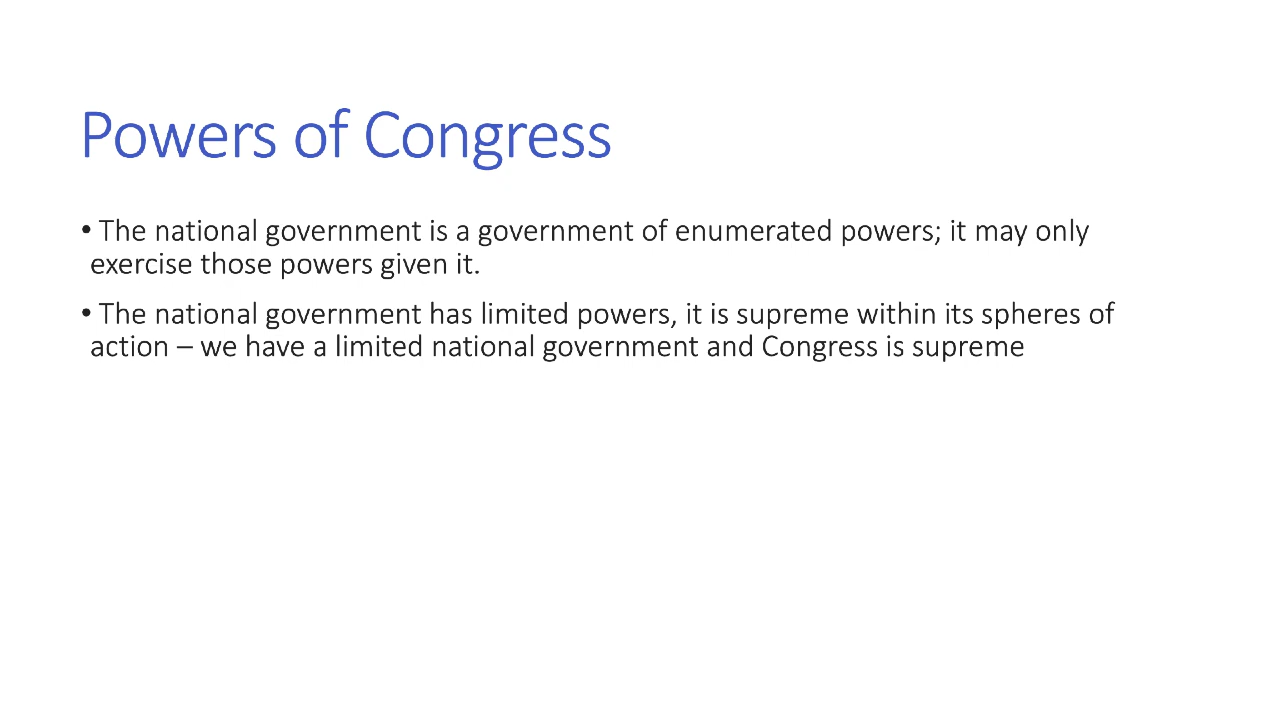 Powers of Congress
• The national government is a government of enumerated powers; it may only
exercise those powers given it.
• The national government has limited powers, it is supreme within its spheres of
action – we have a limited national government and Congress is supreme